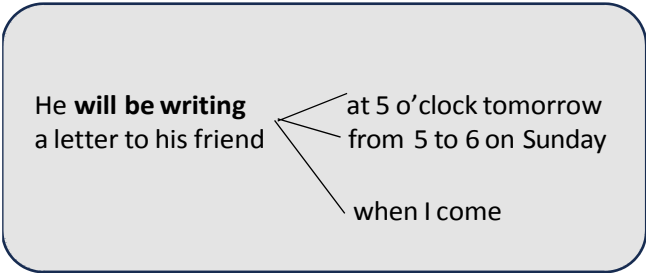 He will be writing
a letter to his friend
at 5 o’clock tomorrow
from 5 to 6 on Sunday
when I come